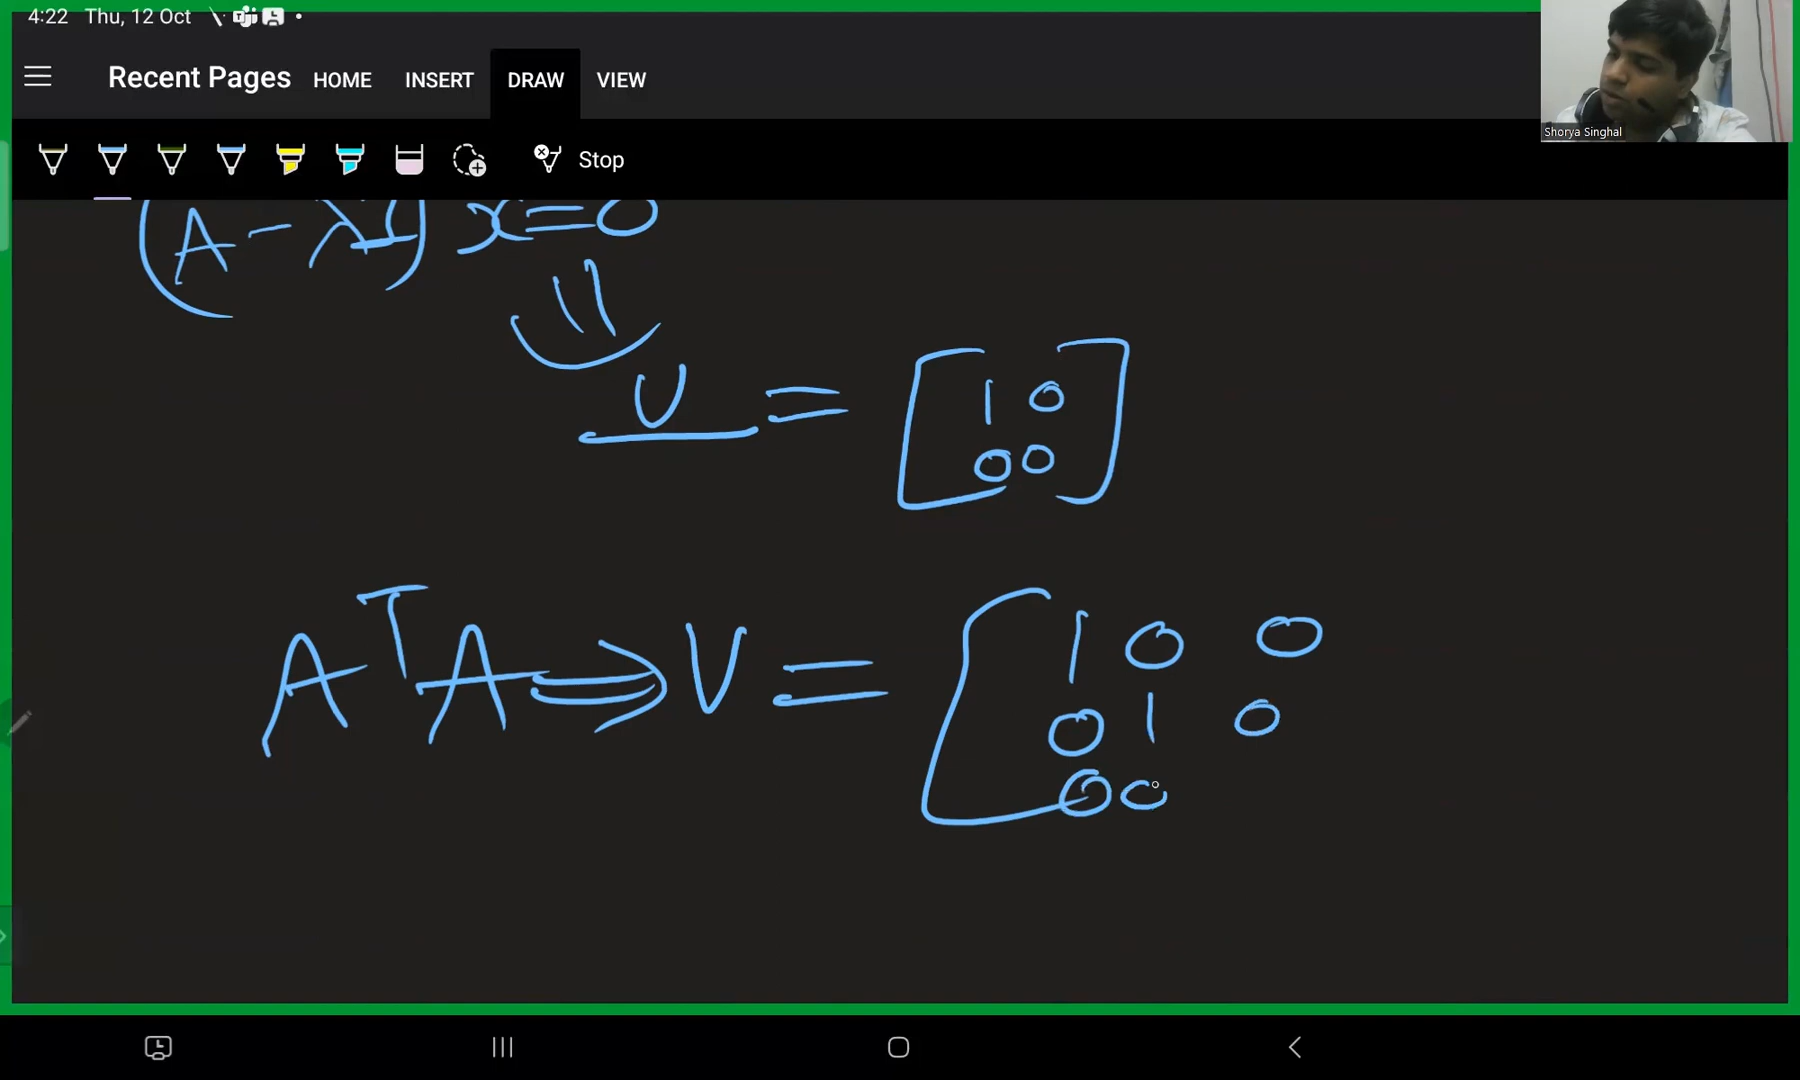 4:22 Thu, 12 Oct
Shorya Singhal
Recent Pages HOME INSERT DRAW VIEW
Stop
(A - λI) x = 0
U = [1 0
0 0]
AᵀA ⇒ V = [1 0 0
0 1 0
0 0